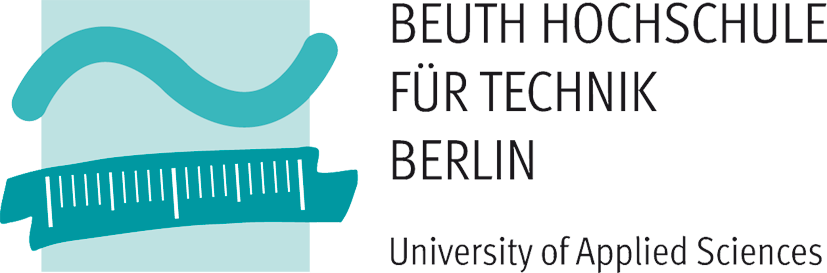 BEUTH HOCHSCHULE
FÜR TECHNIK
BERLIN
University of Applied Sciences